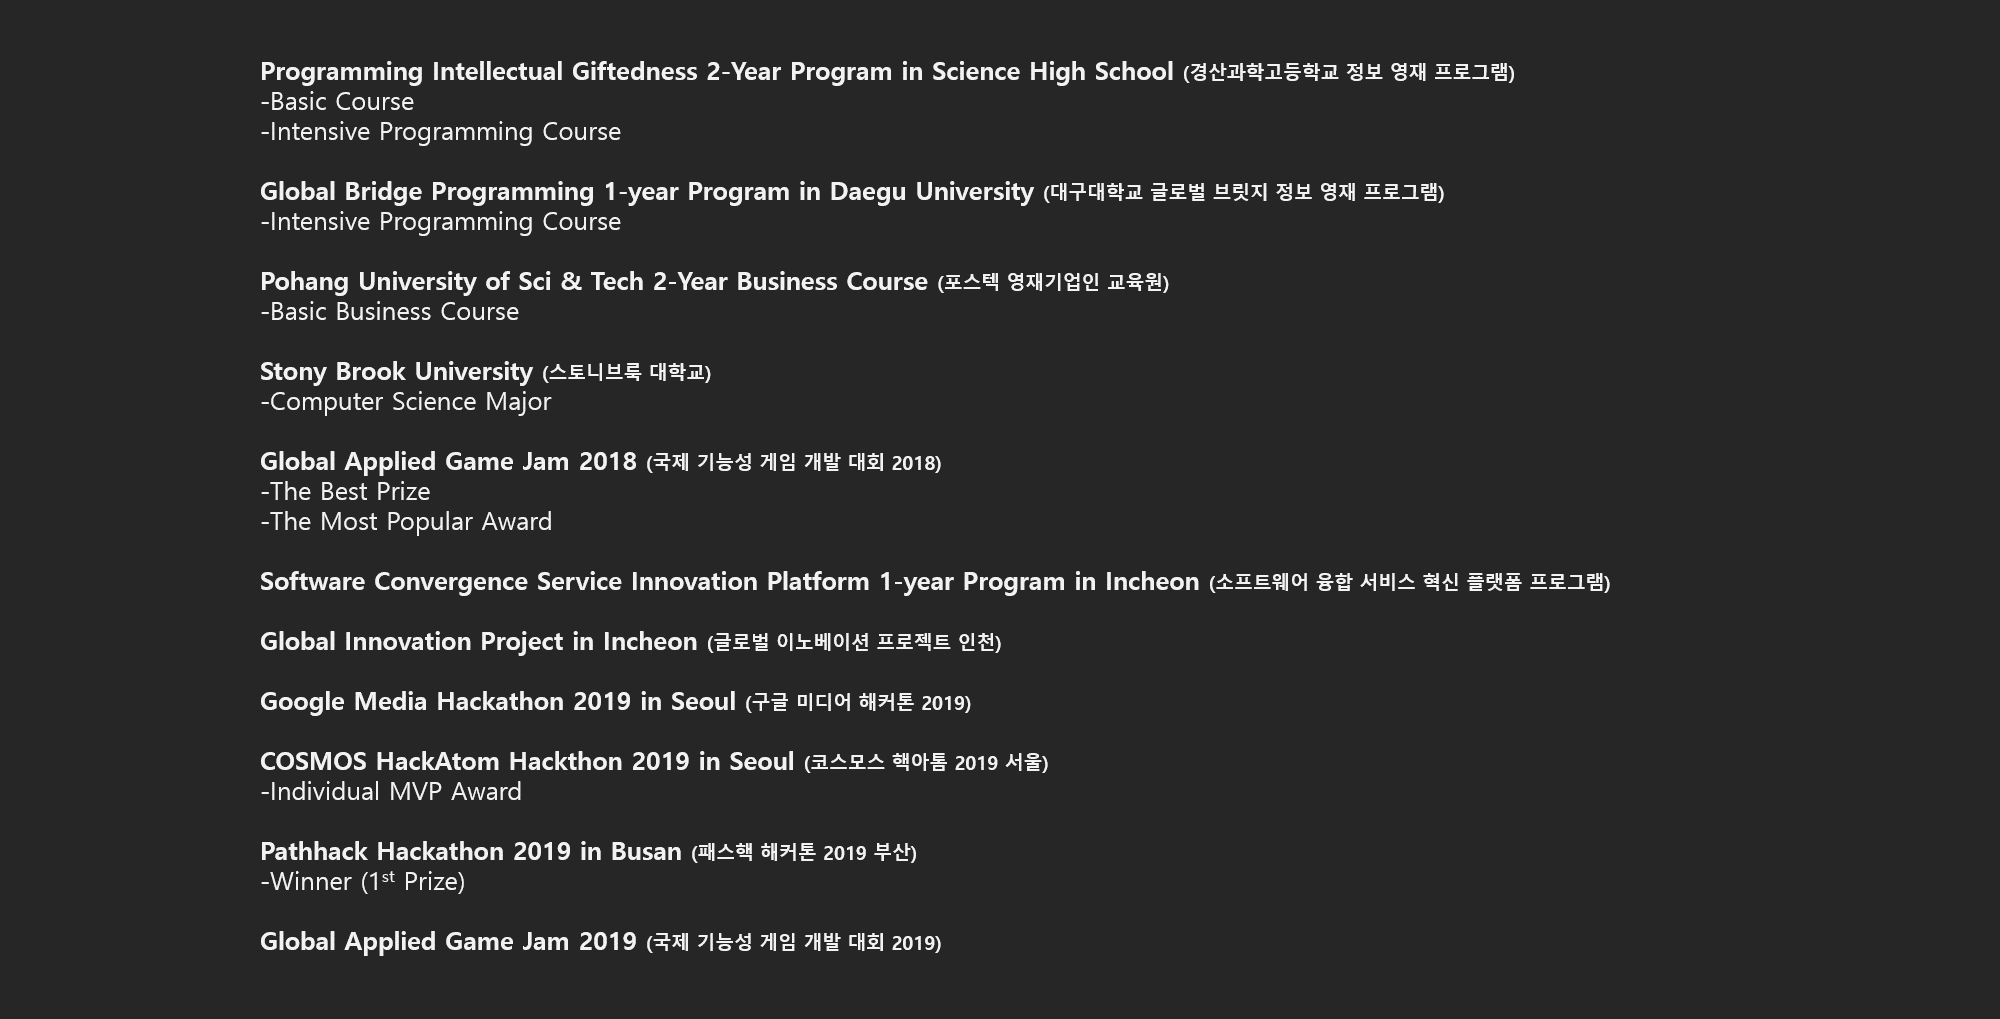 Programming Intellectual Giftedness 2-Year Program in Science High School (경산과학고등학교 정보 영재 프로그램)
-Basic Course
-Intensive Programming Course
Global Bridge Programming 1-year Program in Daegu University (대구대학교 글로벌 브릿지 정보 영재 프로그램)
-Intensive Programming Course
Pohang University of Sci & Tech 2-Year Business Course (포스텍 영재기업인 교육원)
-Basic Business Course
Stony Brook University (스토니브룩 대학교)
-Computer Science Major
Global Applied Game Jam 2018 (국제 기능성 게임 개발 대회 2018)
-The Best Prize
-The Most Popular Award
Software Convergence Service Innovation Platform 1-year Program in Incheon (소프트웨어 융합 서비스 혁신 플랫폼 프로그램)
Global Innovation Project in Incheon (글로벌 이노베이션 프로젝트 인천)
Google Media Hackathon 2019 in Seoul (구글 미디어 해커톤 2019)
COSMOS HackAtom Hackthon 2019 in Seoul (코스모스 핵아톰 2019 서울)
-Individual MVP Award
Pathhack Hackathon 2019 in Busan (패스핵 해커톤 2019 부산)
-Winner (1st Prize)
Global Applied Game Jam 2019 (국제 기능성 게임 개발 대회 2019)